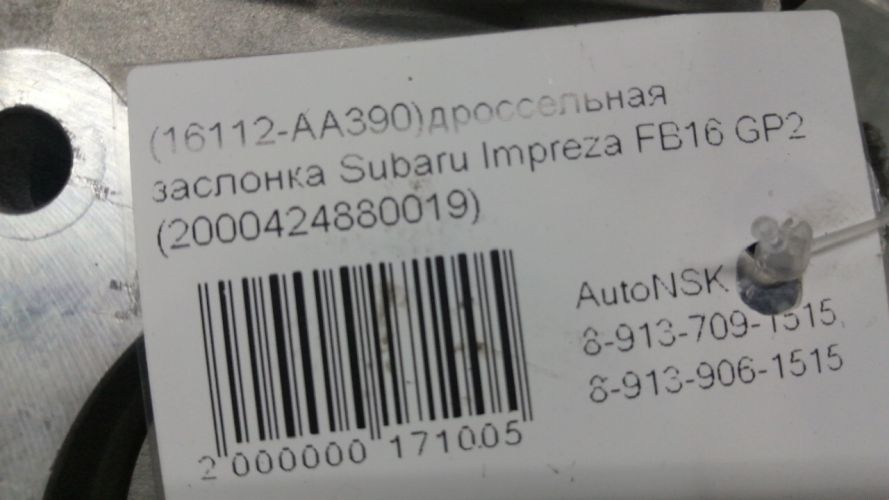 (16112-AA390)дроссельная
заслонка Subaru Impreza FB16 GP2
(2000424880019)
AutoNSK
8-913-709-1515,
8-913-906-1515
2 000000 171005